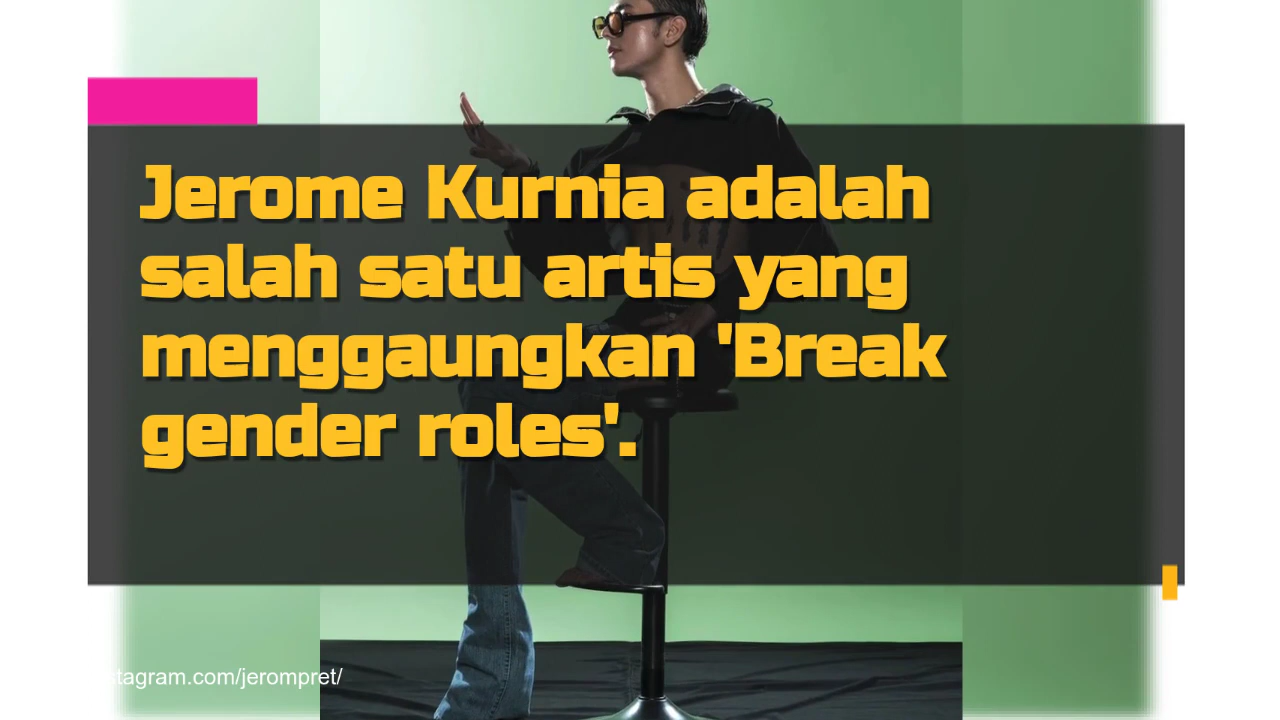 Jerome Kurnia adalah
salah satu artis yang
menggaungkan 'Break
gender roles'.
stagram.com/jerompret/